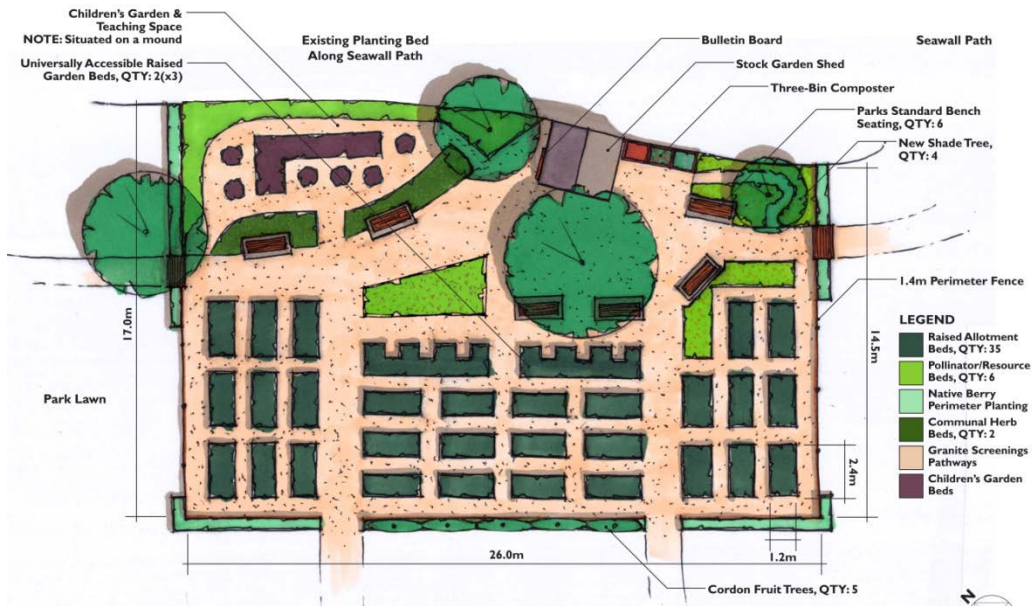 Children's Garden &
Teaching Space
NOTE: Situated on a mound
Universally Accessible Raised
Garden Beds, QTY: 2(x3)
Existing Planting Bed
Along Seawall Path
Bulletin Board
Stock Garden Shed
Three-Bin Composter
Seawall Path
Parks Standard Bench
Seating, QTY: 6
New Shade Tree,
QTY: 4
1.4m Perimeter Fence
17.0m
14.5m
Park Lawn
LEGEND
Raised Allotment
Beds, QTY: 35
Pollinator/Resource
Beds, QTY: 6
Native Berry
Perimeter Planting
Communal Herb
Beds, QTY: 2
Granite Screenings
Pathways
Children's Garden
Beds
2.4m
1.2m
26.0m
Cordon Fruit Trees, QTY: 5
N